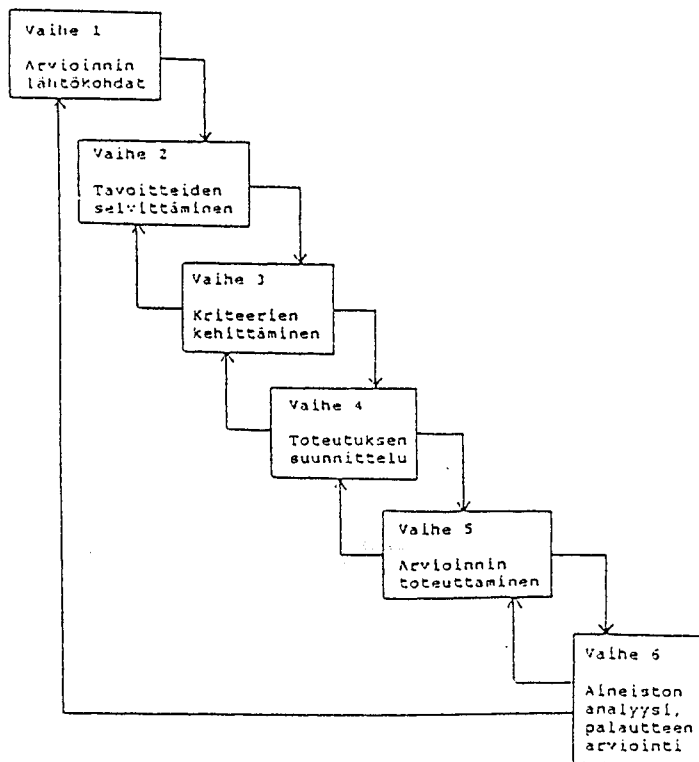 Vaihe 1
Arvioinnin
lähtökohdat
Vaihe 2
Tavoitteiden
selvittäminen
Vaihe 3
Kriteerien
kehittäminen
Vaihe 4
Toteutuksen
suunnittelu
Vaihe 5
Arvioinnin
toteuttaminen
Vaihe 6
Aineiston
analyysi,
palautteen
arviointi